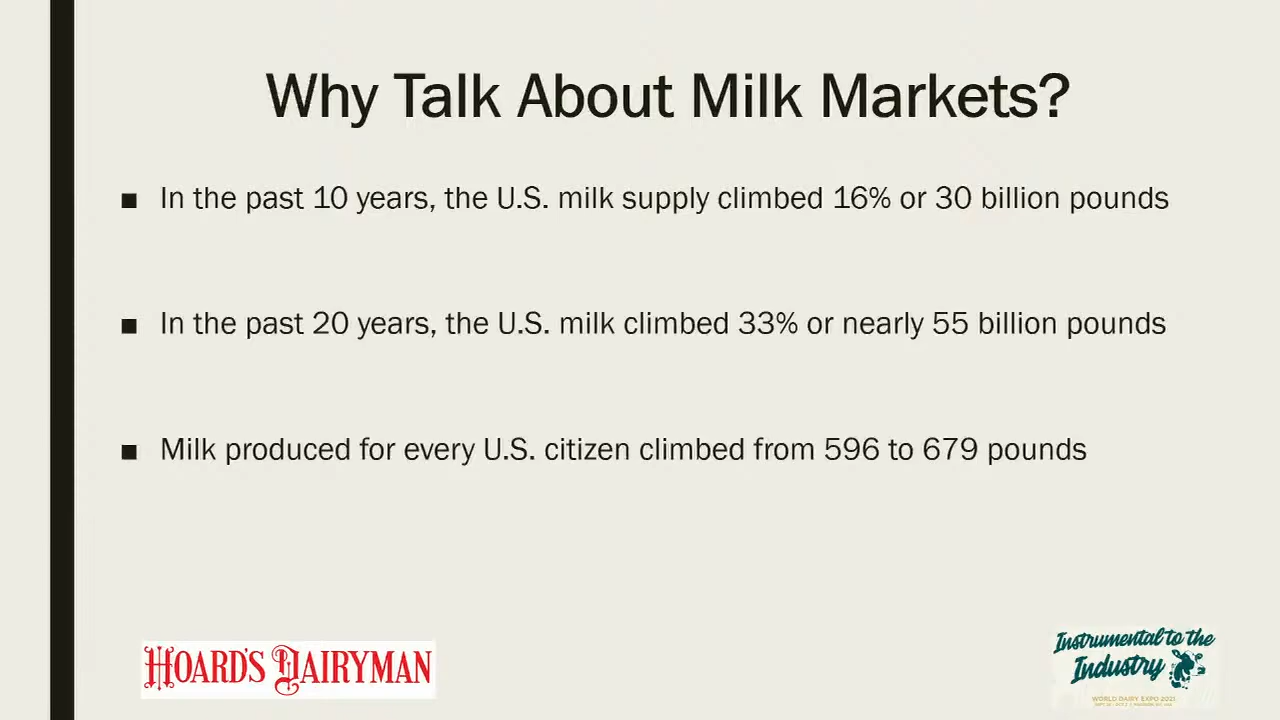 Why Talk About Milk Markets?
■ In the past 10 years, the U.S. milk supply climbed 16% or 30 billion pounds
■ In the past 20 years, the U.S. milk climbed 33% or nearly 55 billion pounds
■ Milk produced for every U.S. citizen climbed from 596 to 679 pounds
HOARD'S DAIRYMAN
Instrumental to the
Industry
WORLD DAIRY EXPO 2021